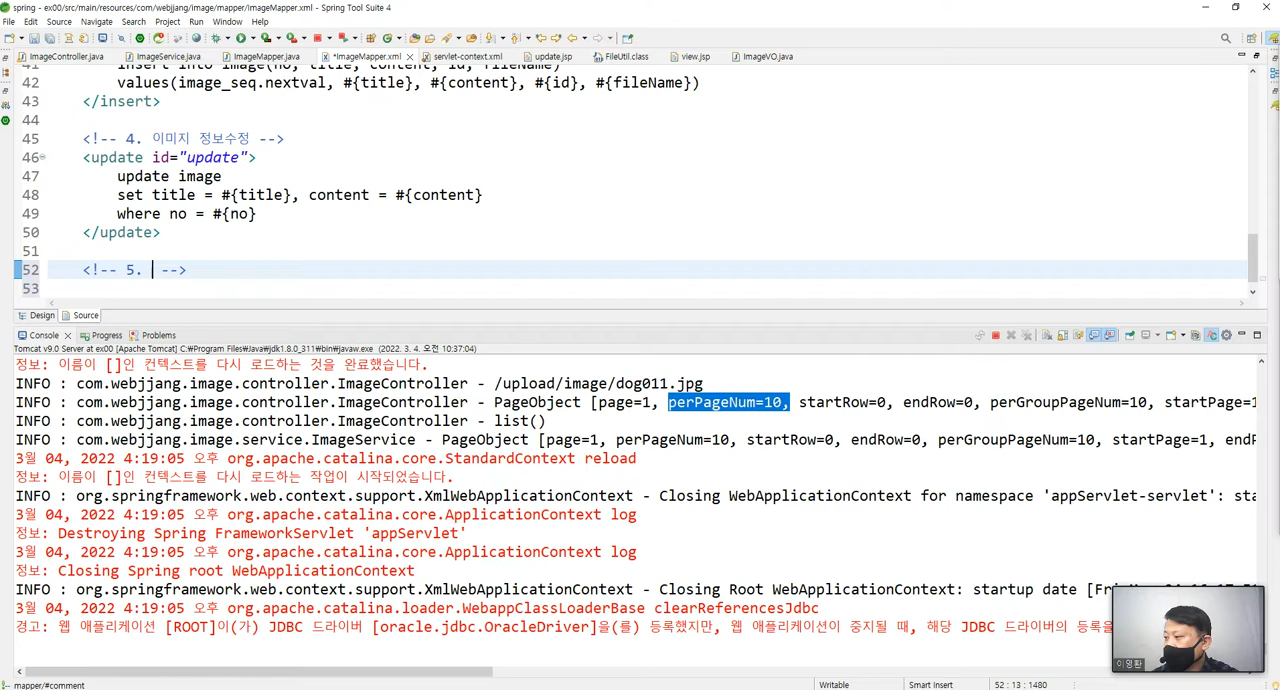 spring - ex00/src/main/resources/com/webjjang/image/mapper/ImageMapper.xml - Spring Tool Suite 4
File Edit Source Navigate Search Project Run Window Help
ImageController.java ImageService.java ImageMapper.java *ImageMapper.xml servlet-context.xml update.jsp FileUtil.class view.jsp ImageVO.java
41 insert into image(no, title, content, id, fileName)
42 values(image_seq.nextval, #{title}, #{content}, #{id}, #{fileName})
43 </insert>
44
45 <!-- 4. 이미지 정보수정 -->
46 <update id="update">
47 update image
48 set title = #{title}, content = #{content}
49 where no = #{no}
50 </update>
51
52 <!-- 5. -->
53
Design Source
Console Progress Problems
Tomcat v9.0 Server at ex00 [Apache Tomcat] C:₩Program Files₩Java₩jdk1.8.0_311₩bin₩javaw.exe (2022. 3. 4. 오전 10:37:04)
정보: 이름이 []인 컨텍스트를 다시 로드하는 것을 완료했습니다.
INFO : com.webjjang.image.controller.ImageController - /upload/image/dog011.jpg
INFO : com.webjjang.image.controller.ImageController - PageObject [page=1, perPageNum=10, startRow=0, endRow=0, perGroupPageNum=10, startPage=1
INFO : com.webjjang.image.controller.ImageController - list()
INFO : com.webjjang.image.service.ImageService - PageObject [page=1, perPageNum=10, startRow=0, endRow=0, perGroupPageNum=10, startPage=1, endP
3월 04, 2022 4:19:05 오후 org.apache.catalina.core.StandardContext reload
정보: 이름이 []인 컨텍스트를 다시 로드하는 작업이 시작되었습니다.
INFO : org.springframework.web.context.support.XmlWebApplicationContext - Closing WebApplicationContext for namespace 'appServlet-servlet': sta
3월 04, 2022 4:19:05 오후 org.apache.catalina.core.ApplicationContext log
정보: Destroying Spring FrameworkServlet 'appServlet'
3월 04, 2022 4:19:05 오후 org.apache.catalina.core.ApplicationContext log
정보: Closing Spring root WebApplicationContext
INFO : org.springframework.web.context.support.XmlWebApplicationContext - Closing Root WebApplicationContext: startup date
3월 04, 2022 4:19:05 오후 org.apache.catalina.loader.WebappClassLoaderBase clearReferencesJdbc
경고: 웹 애플리케이션 [ROOT]이(가) JDBC 드라이버 [oracle.jdbc.OracleDriver]을(를) 등록했지만, 웹 애플리케이션이 중지될 때, 해당 JDBC 드라이버의 등록을
이영환
mapper/#comment Writable Smart Insert 52 : 13 : 1480